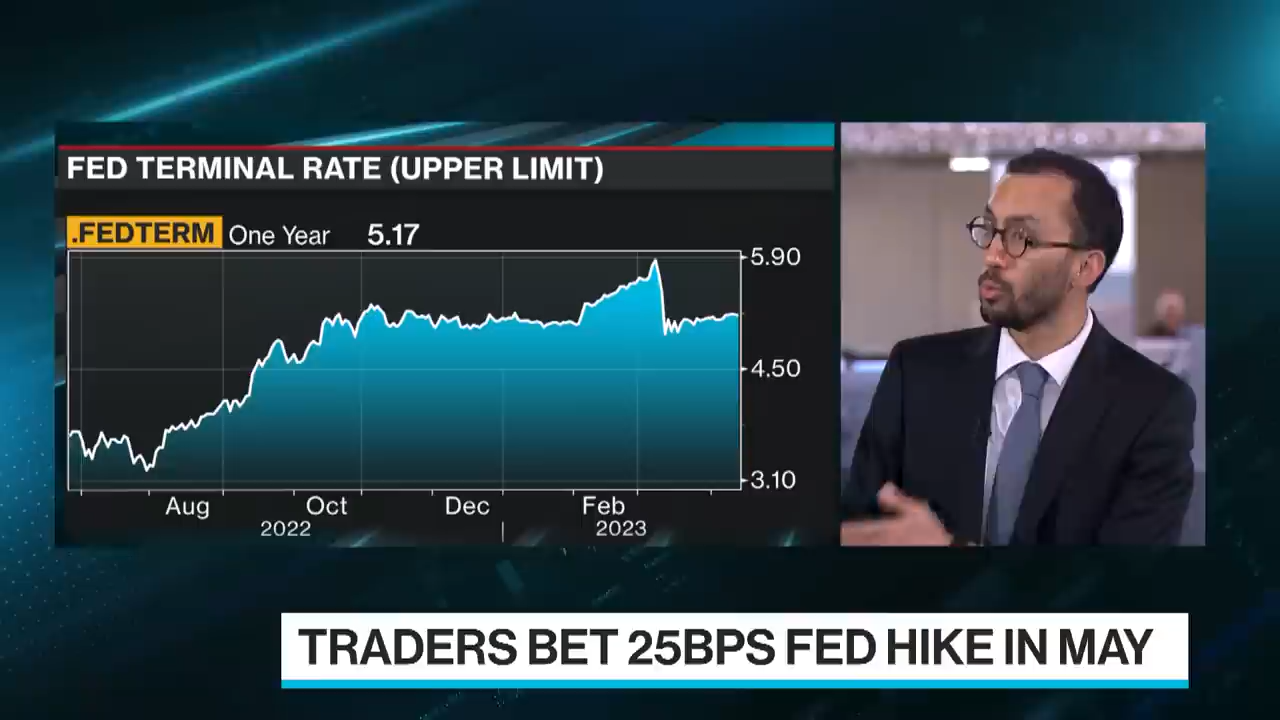 FED TERMINAL RATE (UPPER LIMIT)
.FEDTERM One Year 5.17
5.90
4.50
3.10
Aug Oct Dec Feb
2022 2023
TRADERS BET 25BPS FED HIKE IN MAY